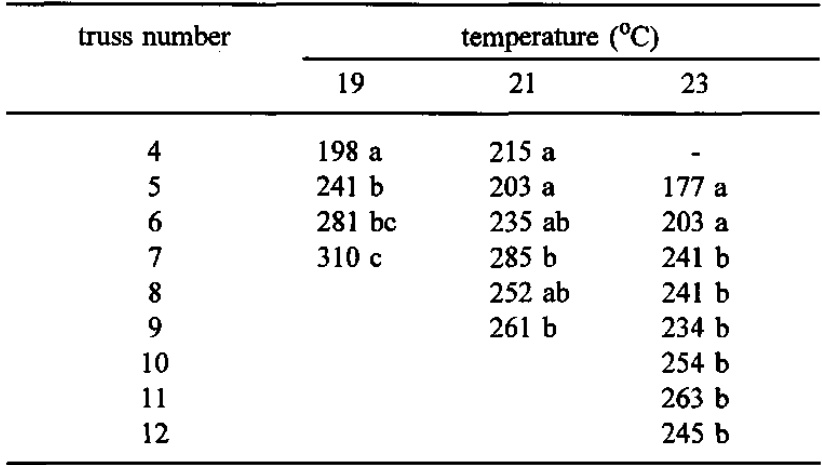 truss number temperature (°C)
19 21 23
4 198 a 215 a -
5 241 b 203 a 177 a
6 281 bc 235 ab 203 a
7 310 c 285 b 241 b
8 252 ab 241 b
9 261 b 234 b
10 254 b
11 263 b
12 245 b